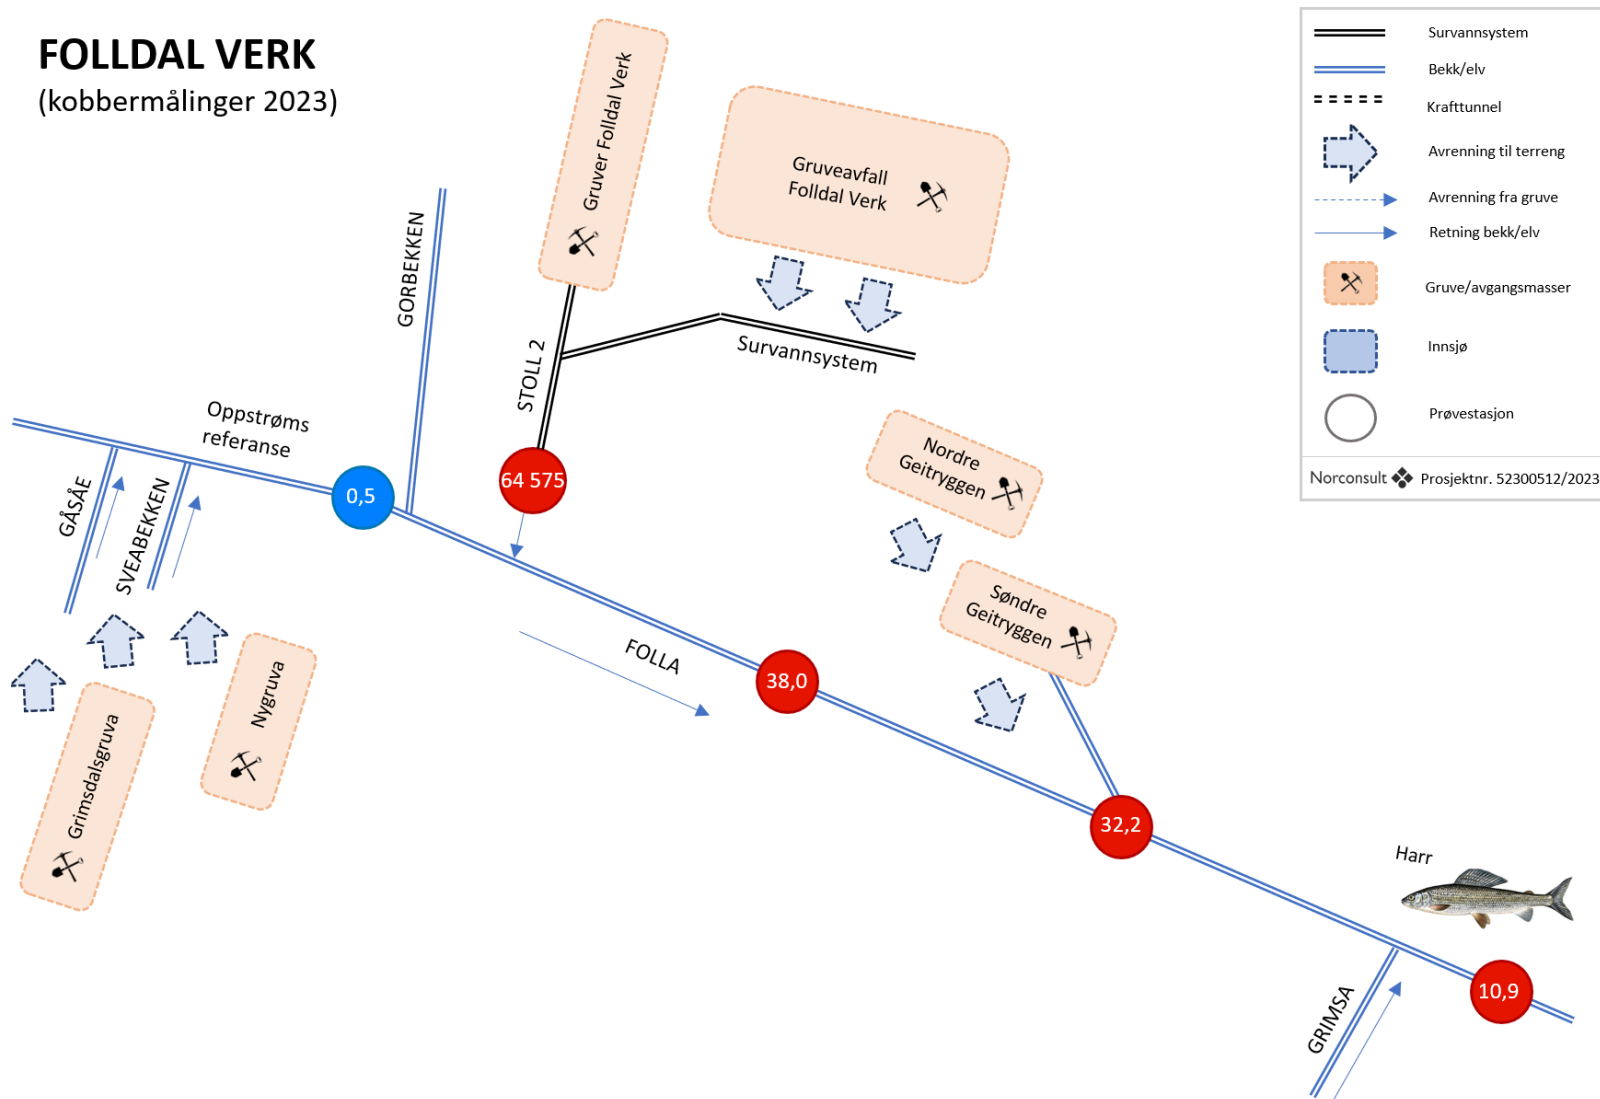 FOLLDAL VERK
(kobbermålinger 2023)
Gruver Folldal Verk
Gruveavfall
Folldal Verk
GORBEKKEN
STOLL 2
Survannsystem
Oppstrøms
referanse
GÅSÅE
SVEABEKKEN
0,5
64 575
Nordre
Geitryggen
Søndre
Geitryggen
FOLLA
38,0
Nygruva
Grimsdalsgruva
32,2
Harr
GRIMSA
10,9
Survannsystem
Bekk/elv
Krafttunnel
Avrenning til terreng
Avrenning fra gruve
Retning bekk/elv
Gruve/avgangsmasser
Innsjø
Prøvestasjon
Norconsult Prosjektnr. 52300512/2023